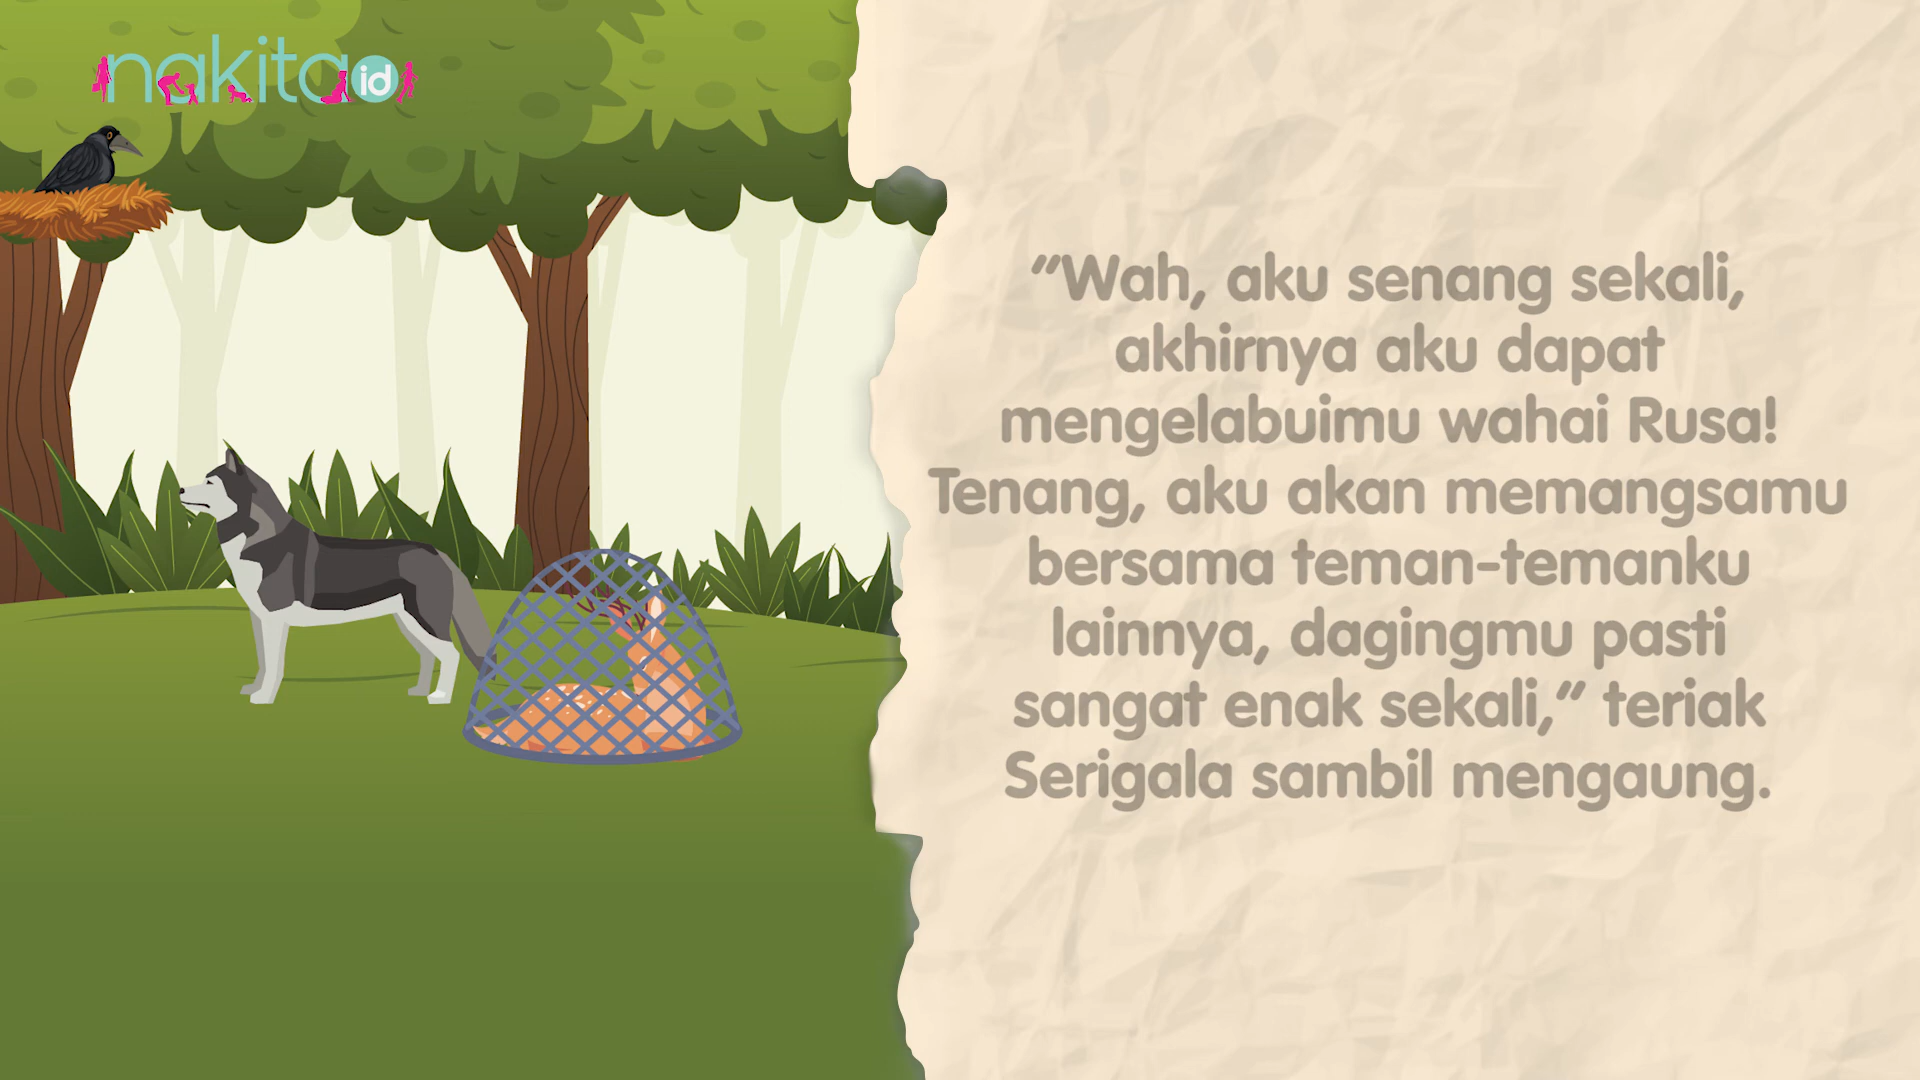 nakita id
“Wah, aku senang sekali,
akhirnya aku dapat
mengelabuimu wahai Rusa!
Tenang, aku akan memangsamu
bersama teman-temanku
lainnya, dagingmu pasti
sangat enak sekali,” teriak
Serigala sambil mengaung.